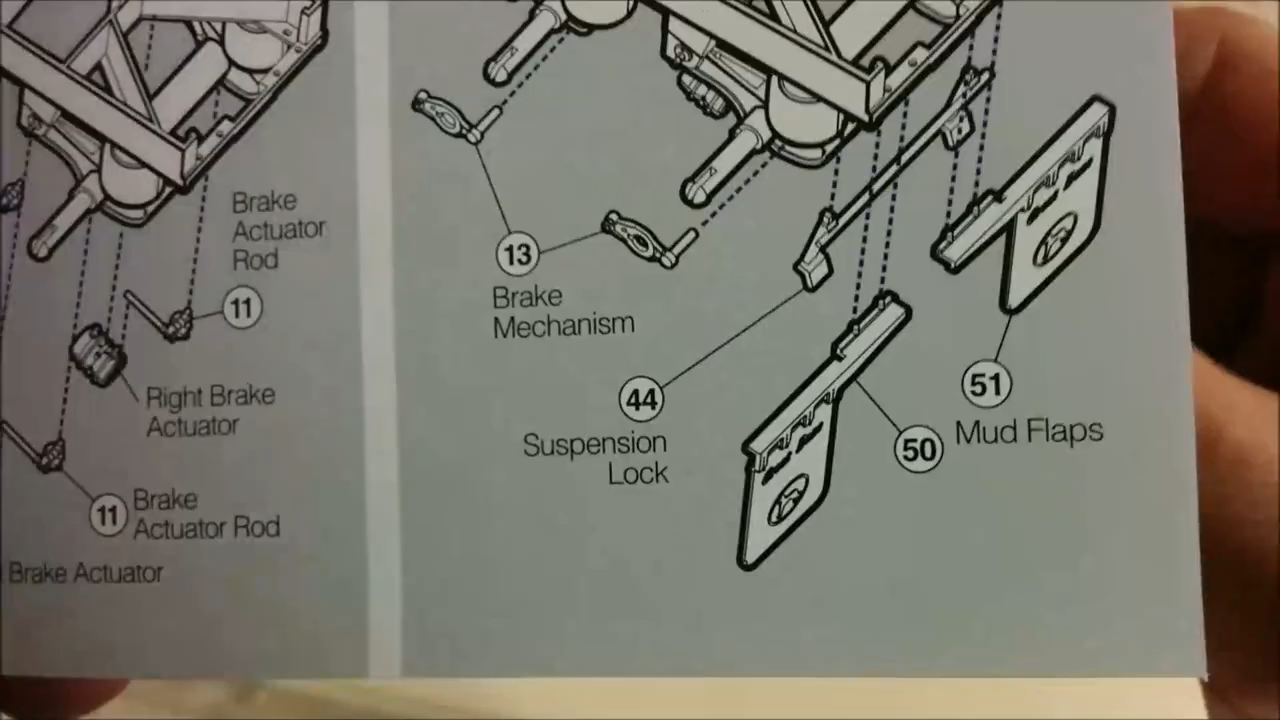 Brake
Actuator
Rod
11
Right Brake
Actuator
11
Brake
Actuator Rod
Brake Actuator
13
Brake
Mechanism
44
Suspension
Lock
50
51
Mud Flaps